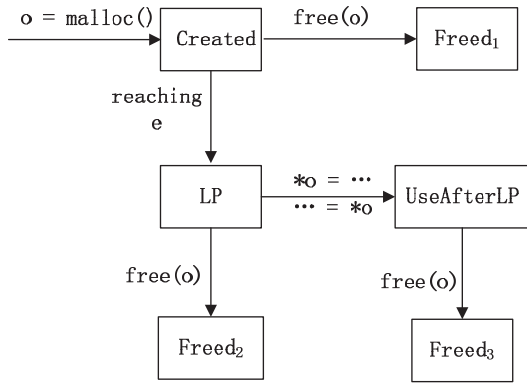 o = malloc()
Created
free(o)
Freed₁
reaching
e
LP
*o = ⋯
⋯ = *o
UseAfterLP
free(o)
free(o)
Freed₂
Freed₃